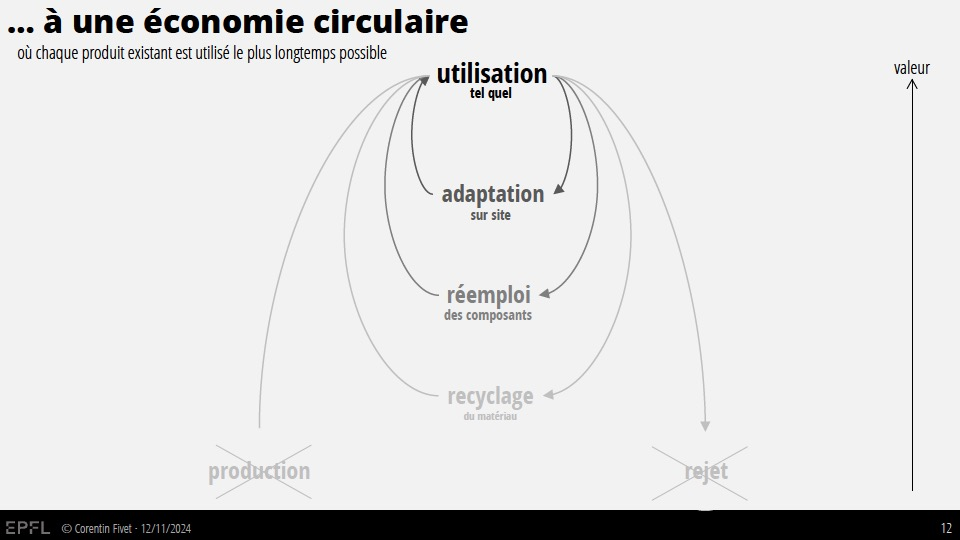 ... à une économie circulaire
où chaque produit existant est utilisé le plus longtemps possible
utilisation
tel quel
valeur
adaptation
sur site
réemploi
des composants
recyclage
du matériau
production
rejet
EPFL © Corentin Fivet - 12/11/2024
12